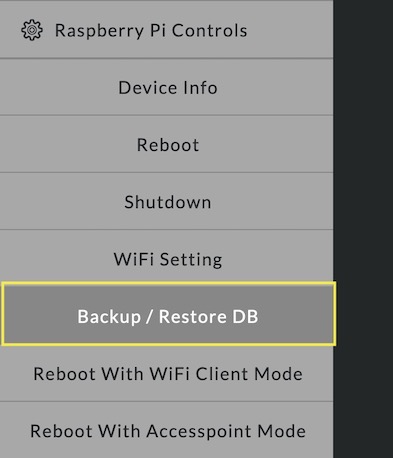 Raspberry Pi Controls
Device Info
Reboot
Shutdown
WiFi Setting
Backup / Restore DB
Reboot With WiFi Client Mode
Reboot With Accesspoint Mode